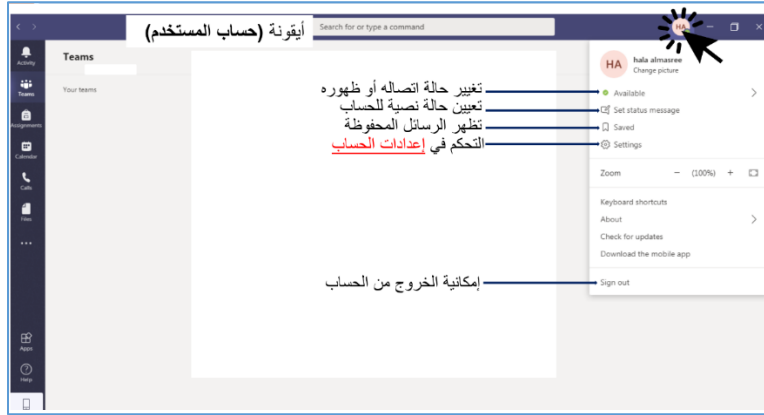 أيقونة (حساب المستخدم)
Search for or type a command
HA
Activity
Teams
Assignments
Calendar
Calls
Files
Apps
Help
Teams
Your teams
تغيير حالة اتصاله أو ظهوره
تعيين حالة نصية للحساب
تظهر الرسائل المحفوظة
التحكم في إعدادات الحساب
إمكانية الخروج من الحساب
HA
hala almasree
Change picture
Available
Set status message
Saved
Settings
Zoom - (100%) +
Keyboard shortcuts
About
Check for updates
Download the mobile app
Sign out